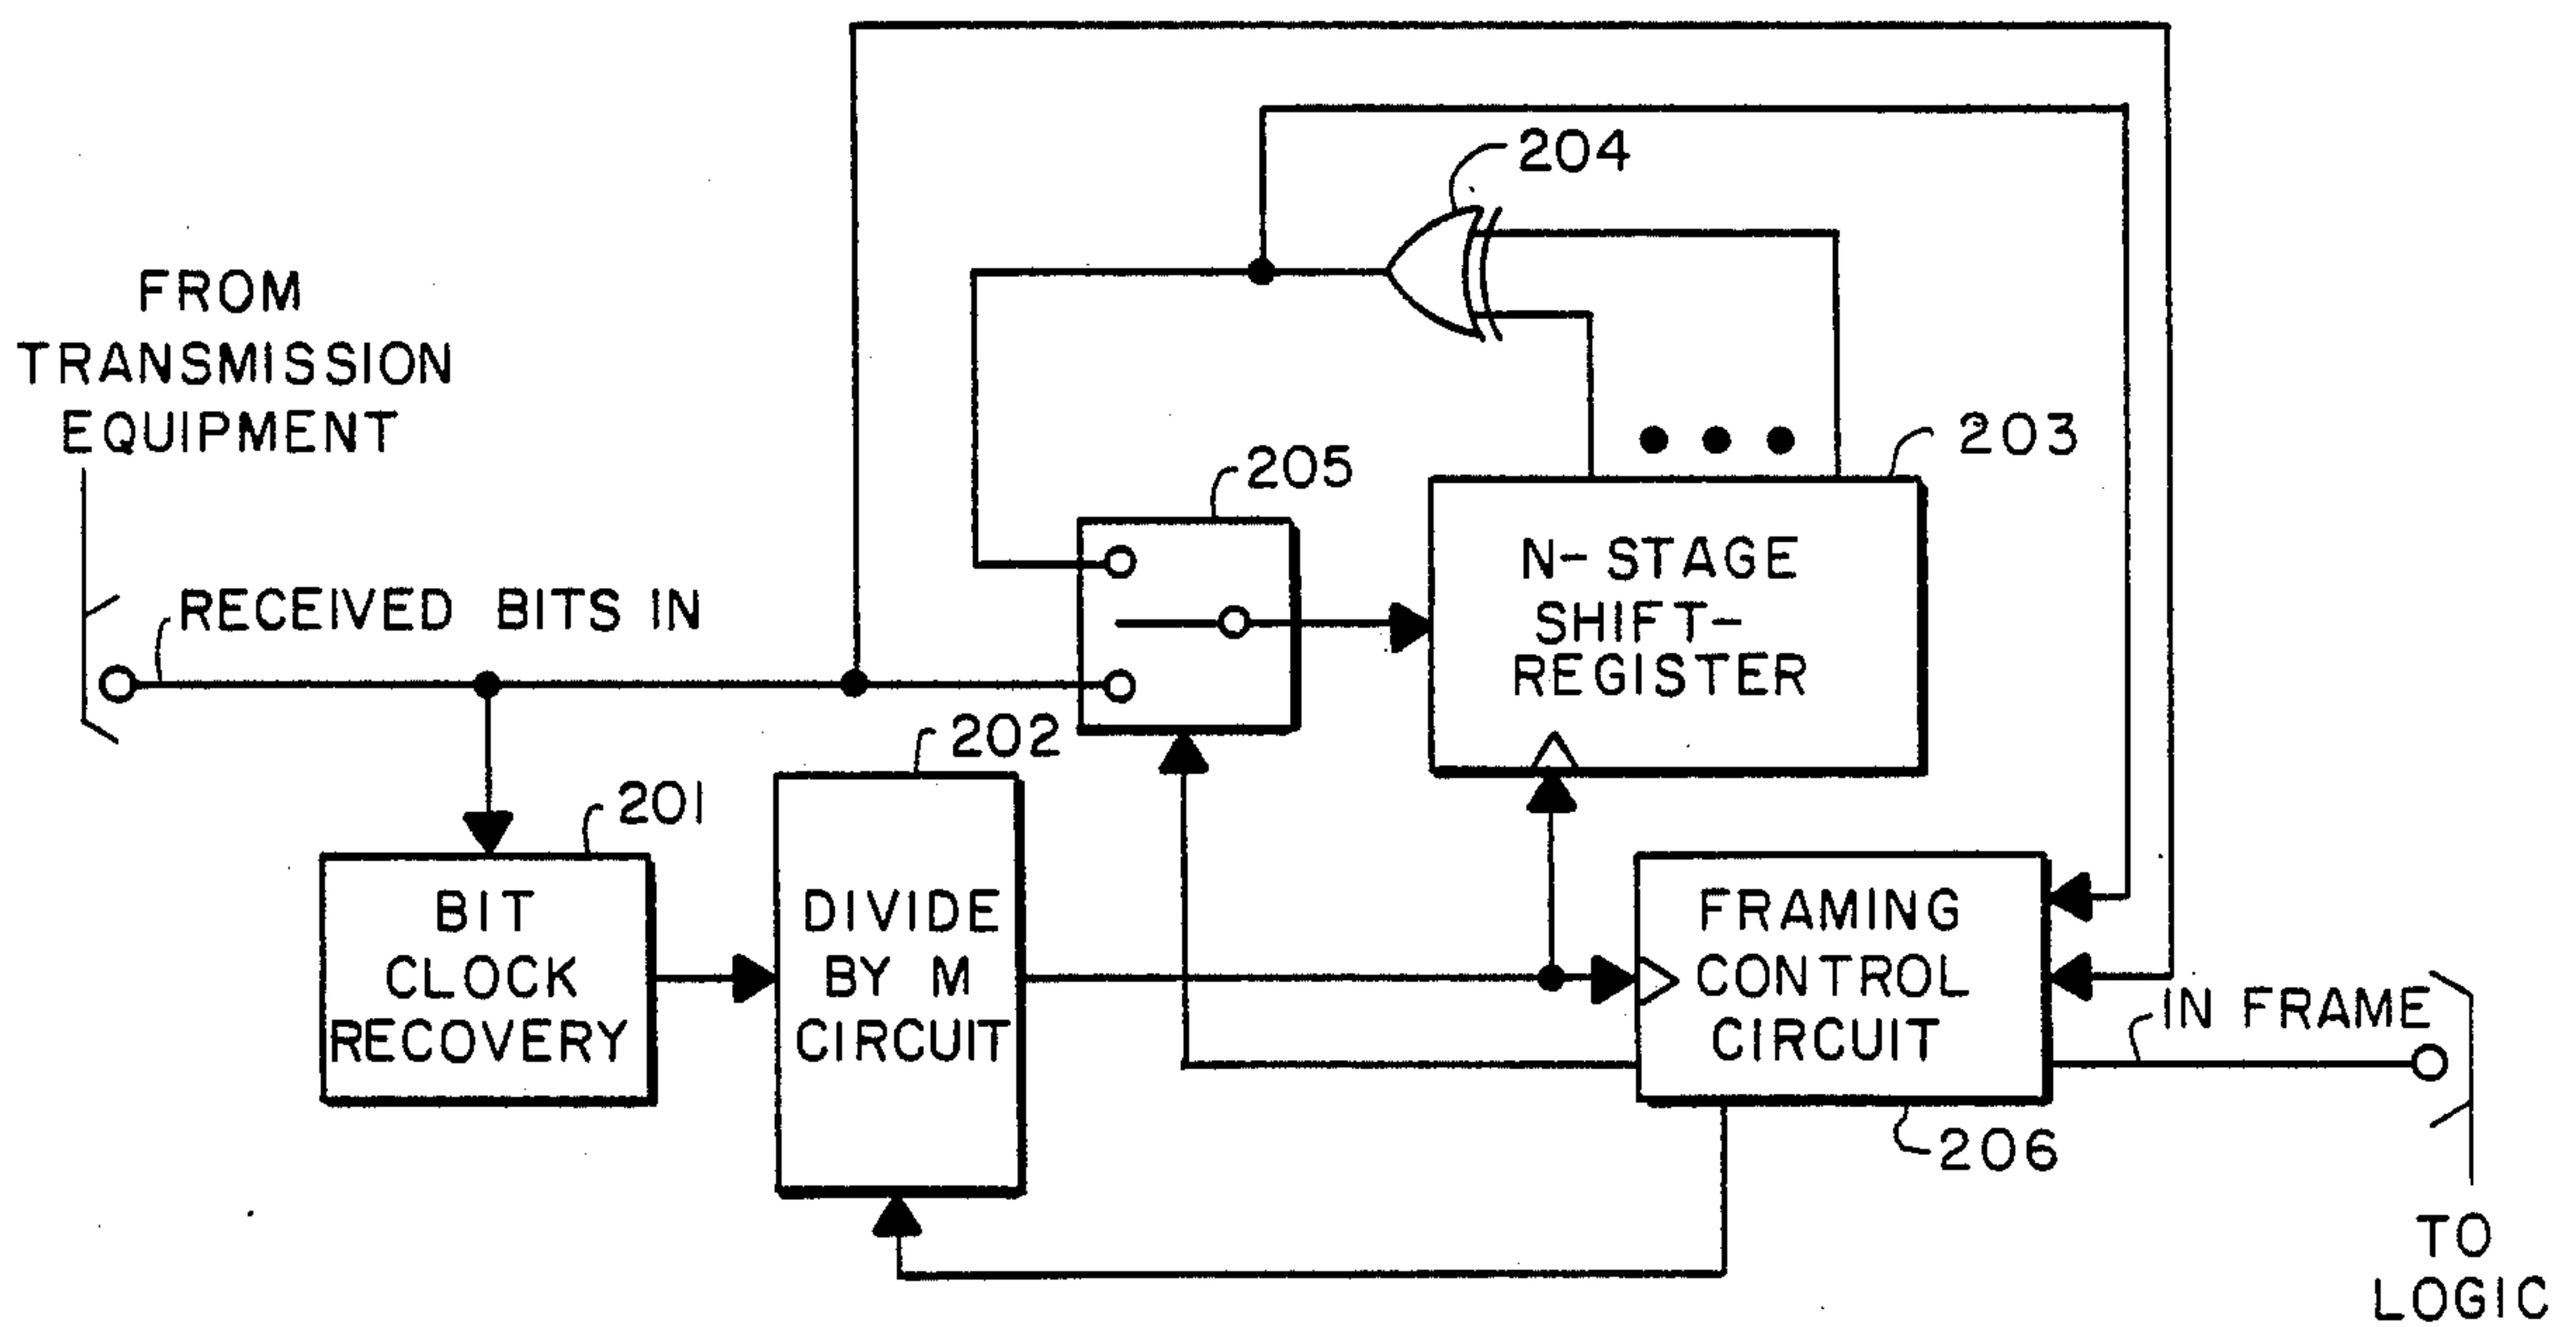 204
FROM
TRANSMISSION
EQUIPMENT
203
205
N-STAGE
SHIFT-
REGISTER
RECEIVED BITS IN
202
201
BIT
CLOCK
RECOVERY
DIVIDE
BY M
CIRCUIT
FRAMING
CONTROL
CIRCUIT
IN FRAME
206
TO
LOGIC